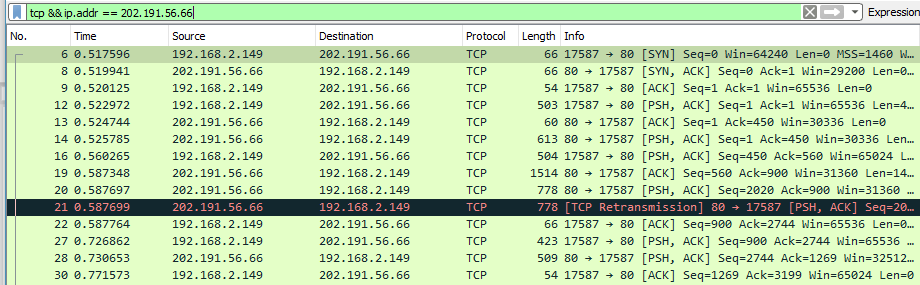 tcp && ip.addr == 202.191.56.66
Expression
No. Time Source Destination Protocol Length Info
6 0.517596 192.168.2.149 202.191.56.66 TCP 66 17587 → 80 [SYN] Seq=0 Win=64240 Len=0 MSS=1460 W…
8 0.519941 202.191.56.66 192.168.2.149 TCP 66 80 → 17587 [SYN, ACK] Seq=0 Ack=1 Win=29200 Len=0…
9 0.520125 192.168.2.149 202.191.56.66 TCP 54 17587 → 80 [ACK] Seq=1 Ack=1 Win=65536 Len=0
12 0.522972 192.168.2.149 202.191.56.66 TCP 503 17587 → 80 [PSH, ACK] Seq=1 Ack=1 Win=65536 Len=4…
13 0.524744 202.191.56.66 192.168.2.149 TCP 60 80 → 17587 [ACK] Seq=1 Ack=450 Win=30336 Len=0
14 0.525785 202.191.56.66 192.168.2.149 TCP 613 80 → 17587 [PSH, ACK] Seq=1 Ack=450 Win=30336 Len…
16 0.560265 192.168.2.149 202.191.56.66 TCP 504 17587 → 80 [PSH, ACK] Seq=450 Ack=560 Win=65024 L…
19 0.587348 202.191.56.66 192.168.2.149 TCP 1514 80 → 17587 [ACK] Seq=560 Ack=900 Win=31360 Len=14…
20 0.587697 202.191.56.66 192.168.2.149 TCP 778 80 → 17587 [PSH, ACK] Seq=2020 Ack=900 Win=31360 …
21 0.587699 202.191.56.66 192.168.2.149 TCP 778 [TCP Retransmission] 80 → 17587 [PSH, ACK] Seq=20…
22 0.587764 192.168.2.149 202.191.56.66 TCP 66 17587 → 80 [ACK] Seq=900 Ack=2744 Win=65536 Len=0…
27 0.726862 192.168.2.149 202.191.56.66 TCP 423 17587 → 80 [PSH, ACK] Seq=900 Ack=2744 Win=65536 …
28 0.730653 202.191.56.66 192.168.2.149 TCP 509 80 → 17587 [PSH, ACK] Seq=2744 Ack=1269 Win=32512…
30 0.771573 192.168.2.149 202.191.56.66 TCP 54 17587 → 80 [ACK] Seq=1269 Ack=3199 Win=65024 Len=0